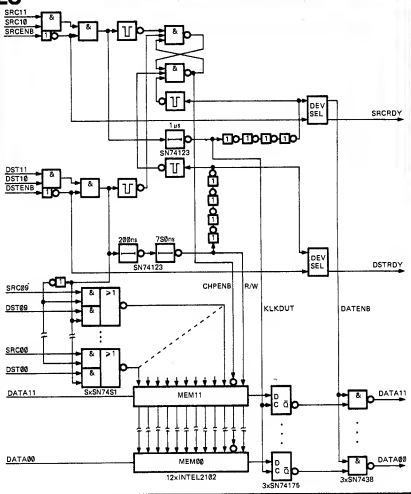 SRC11
SRC10
SRCENB
&
1
&
&
&
1us
SN74123
1
1
1
1
DEV
SEL
SRCRDY
DST11
DST10
DSTENB
&
1
&
1
1
1
1
200ns
750ns
SN74123
DEV
SEL
DSTRDY
SRC09
DST09
1
&
≥1
&
CHPENB
R/W
KLKOUT
DATENB
SRC00
DST00
&
≥1
&
5xSN74S1
DATA11
MEM11
D
C
Q
&
DATA11
DATA00
MEM00
D
C
Q
&
DATA00
12xINTEL2102
3xSN74175
3xSN7438